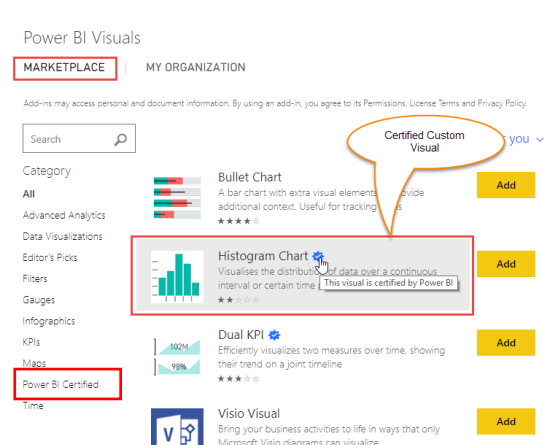 Power BI Visuals
MARKETPLACE | MY ORGANIZATION
Add-ins may access personal and document information. By using an add-in, you agree to its Permissions, License Terms and Privacy Policy.
Search
you
Certified Custom
Visual
Category
All
Advanced Analytics
Data Visualizations
Editor's Picks
Filters
Gauges
Infographics
KPIs
Maps
Power BI Certified
Time
Bullet Chart
A bar chart with extra visual elements
additional context. Useful for tracking
Add
Histogram Chart
Visualises the distribution of data over a continuous
interval or certain time
This visual is certified by Power BI
Add
102M
98%
Dual KPI
Efficiently visualizes two measures over time, showing
their trend on a joint timeline
Add
Visio Visual
Bring your business activities to life in ways that only
Microsoft Visio diagrams can visualize
Add